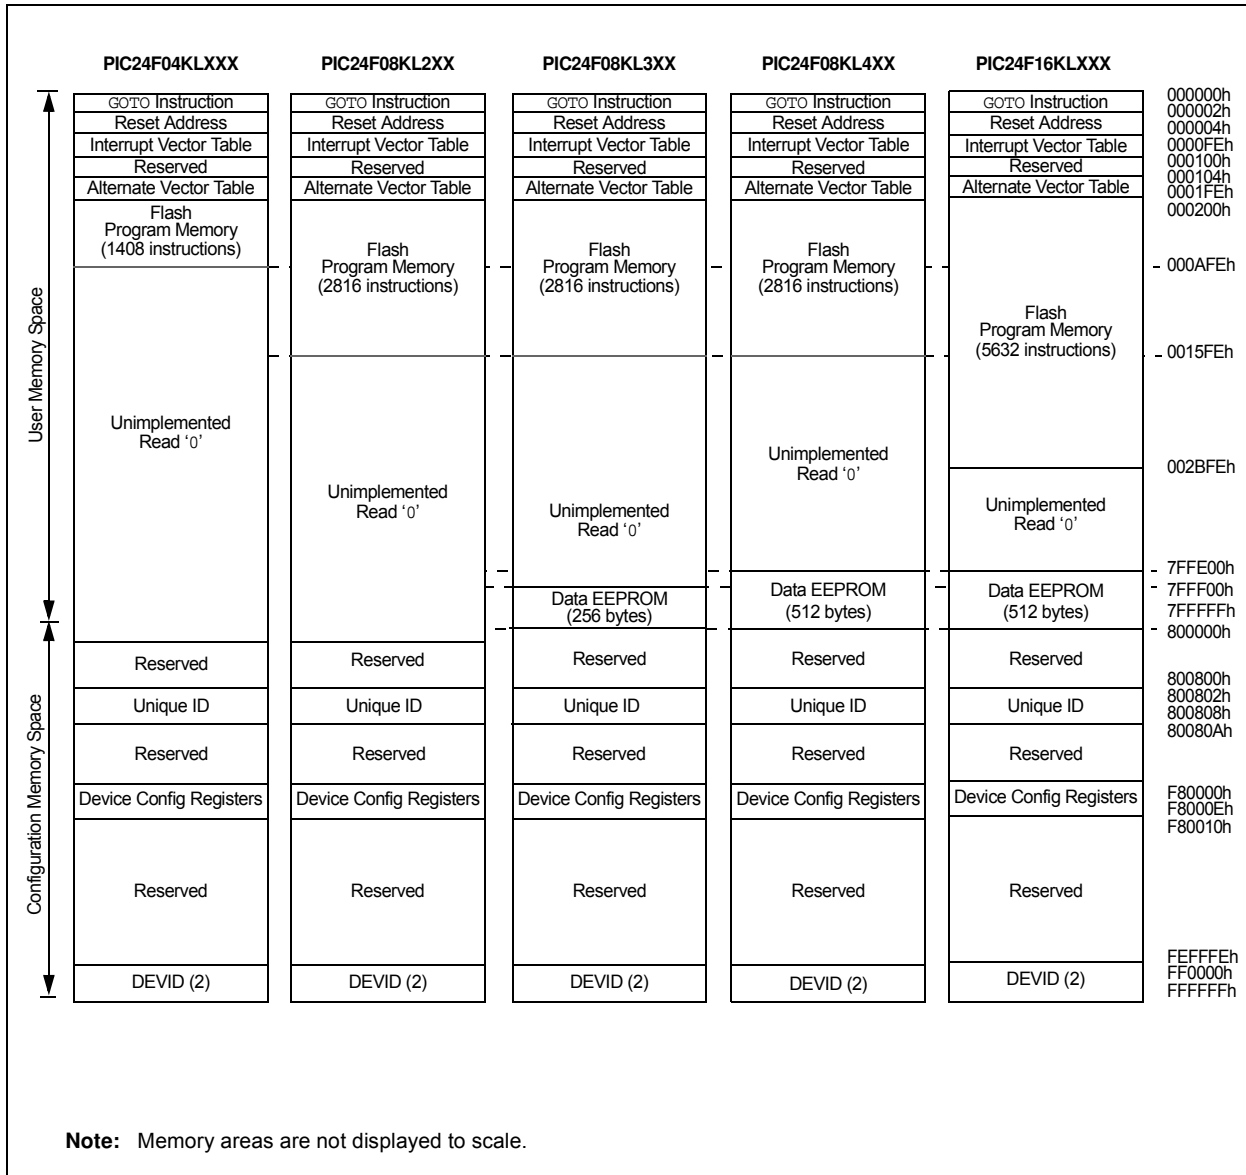 PIC24F04KLXXX
PIC24F08KL2XX
PIC24F08KL3XX
PIC24F08KL4XX
PIC24F16KLXXX
User Memory Space
Configuration Memory Space
GOTO Instruction
Reset Address
Interrupt Vector Table
Reserved
Alternate Vector Table
Flash
Program Memory
(1408 instructions)
Unimplemented
Read ‘0’
Reserved
Unique ID
Reserved
Device Config Registers
Reserved
DEVID (2)
GOTO Instruction
Reset Address
Interrupt Vector Table
Reserved
Alternate Vector Table
Flash
Program Memory
(2816 instructions)
Unimplemented
Read ‘0’
Reserved
Unique ID
Reserved
Device Config Registers
Reserved
DEVID (2)
GOTO Instruction
Reset Address
Interrupt Vector Table
Reserved
Alternate Vector Table
Flash
Program Memory
(2816 instructions)
Unimplemented
Read ‘0’
Data EEPROM
(256 bytes)
Reserved
Unique ID
Reserved
Device Config Registers
Reserved
DEVID (2)
GOTO Instruction
Reset Address
Interrupt Vector Table
Reserved
Alternate Vector Table
Flash
Program Memory
(2816 instructions)
Unimplemented
Read ‘0’
Data EEPROM
(512 bytes)
Reserved
Unique ID
Reserved
Device Config Registers
Reserved
DEVID (2)
GOTO Instruction
Reset Address
Interrupt Vector Table
Reserved
Alternate Vector Table
Flash
Program Memory
(5632 instructions)
Unimplemented
Read ‘0’
Data EEPROM
(512 bytes)
Reserved
Unique ID
Reserved
Device Config Registers
Reserved
DEVID (2)
000000h
000002h
000004h
0000FEh
000100h
000104h
0001FEh
000200h
000AFEh
0015FEh
002BFEh
7FFE00h
7FFF00h
7FFFFFh
800000h
800800h
800802h
800808h
80080Ah
F80000h
F8000Eh
F80010h
FEFFFEh
FF0000h
FFFFFFh
Note: Memory areas are not displayed to scale.